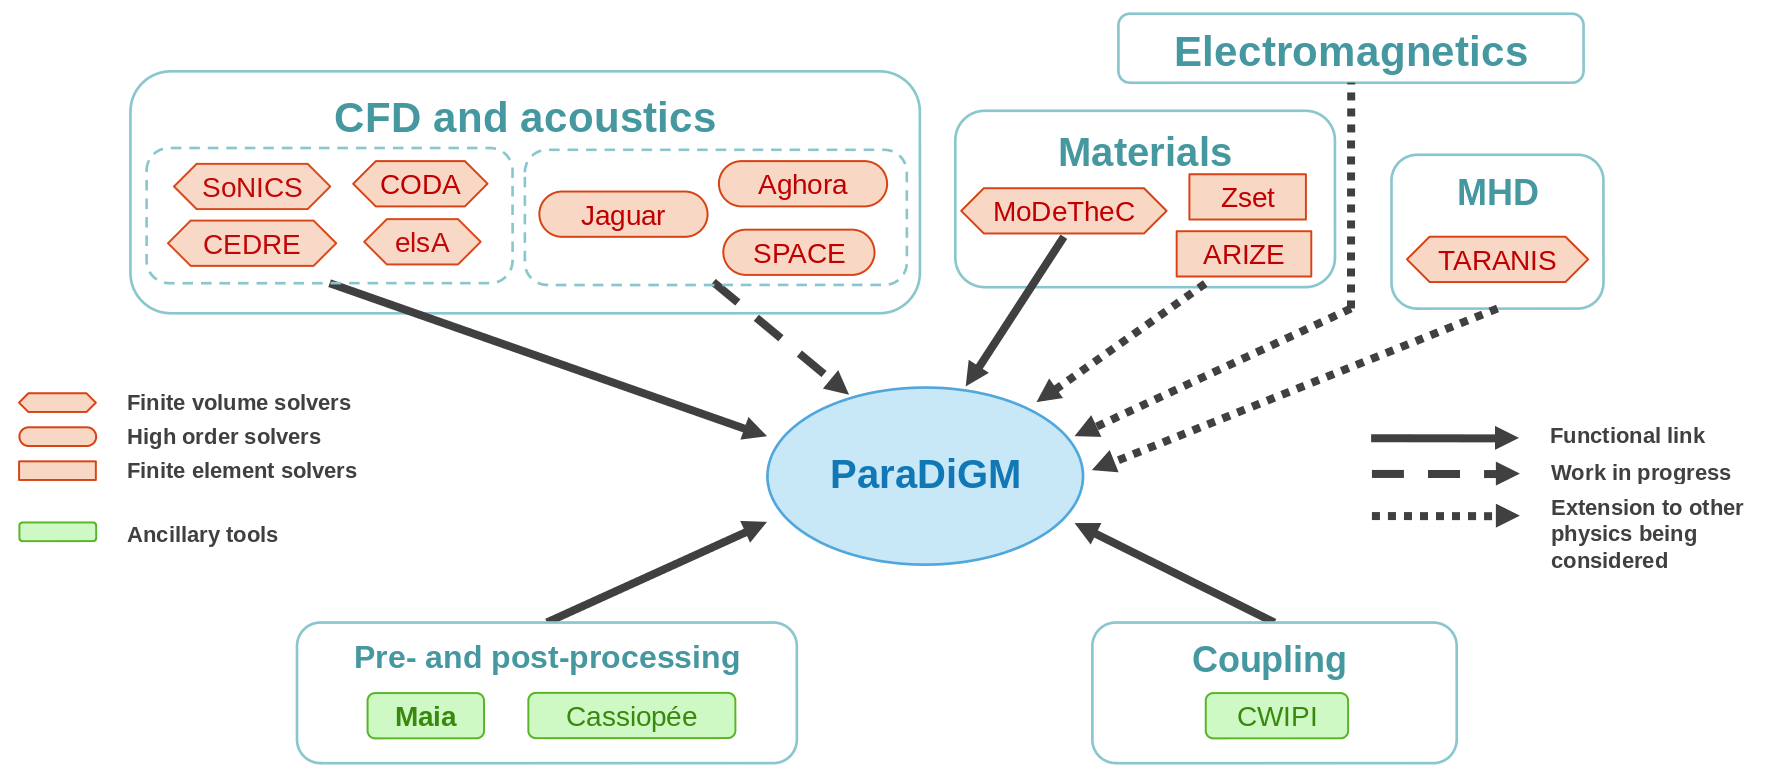 Electromagnetics
CFD and acoustics
SoNICS
CODA
CEDRE
elsA
Jaguar
Aghora
SPACE
Materials
MoDeTheC
Zset
ARIZE
MHD
TARANIS
Finite volume solvers
High order solvers
Finite element solvers
Ancillary tools
ParaDiGM
Functional link
Work in progress
Extension to other
physics being
considered
Pre- and post-processing
Maia
Cassiopée
Coupling
CWIPI